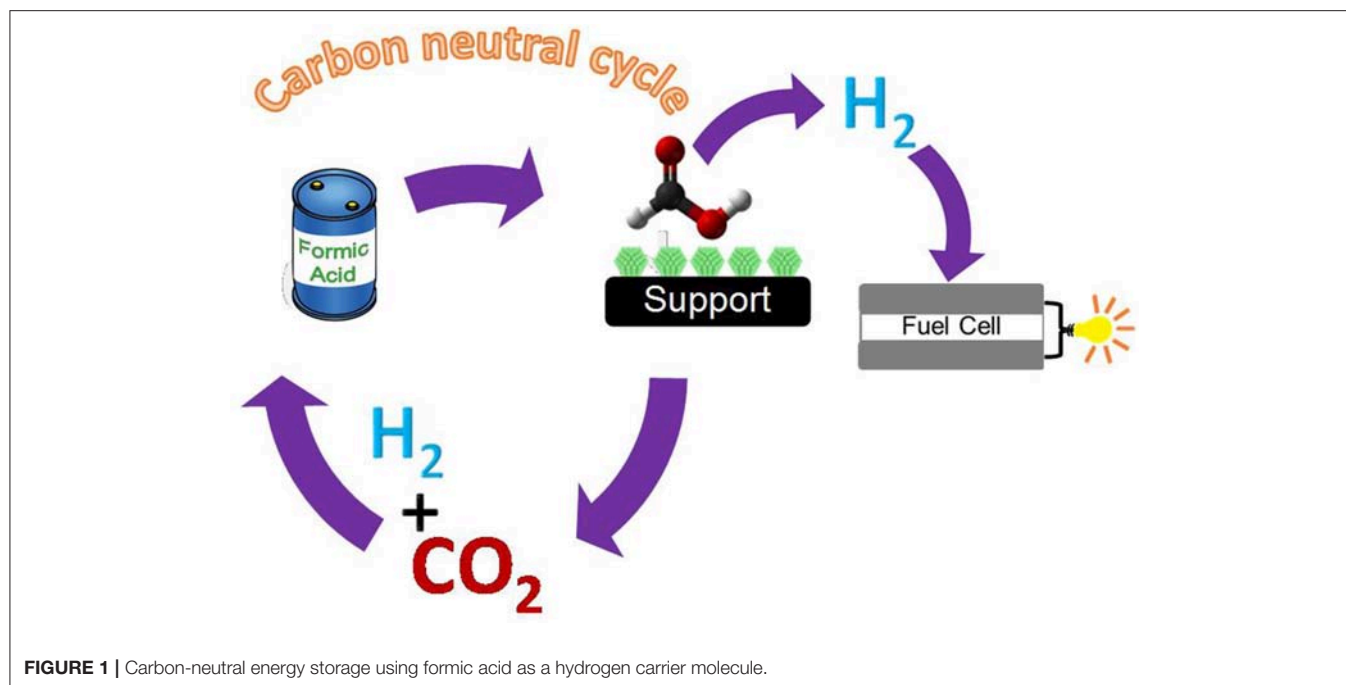 Carbon neutral cycle
H2
Formic
Acid
Support
Fuel Cell
H2
+
CO2
FIGURE 1 | Carbon-neutral energy storage using formic acid as a hydrogen carrier molecule.